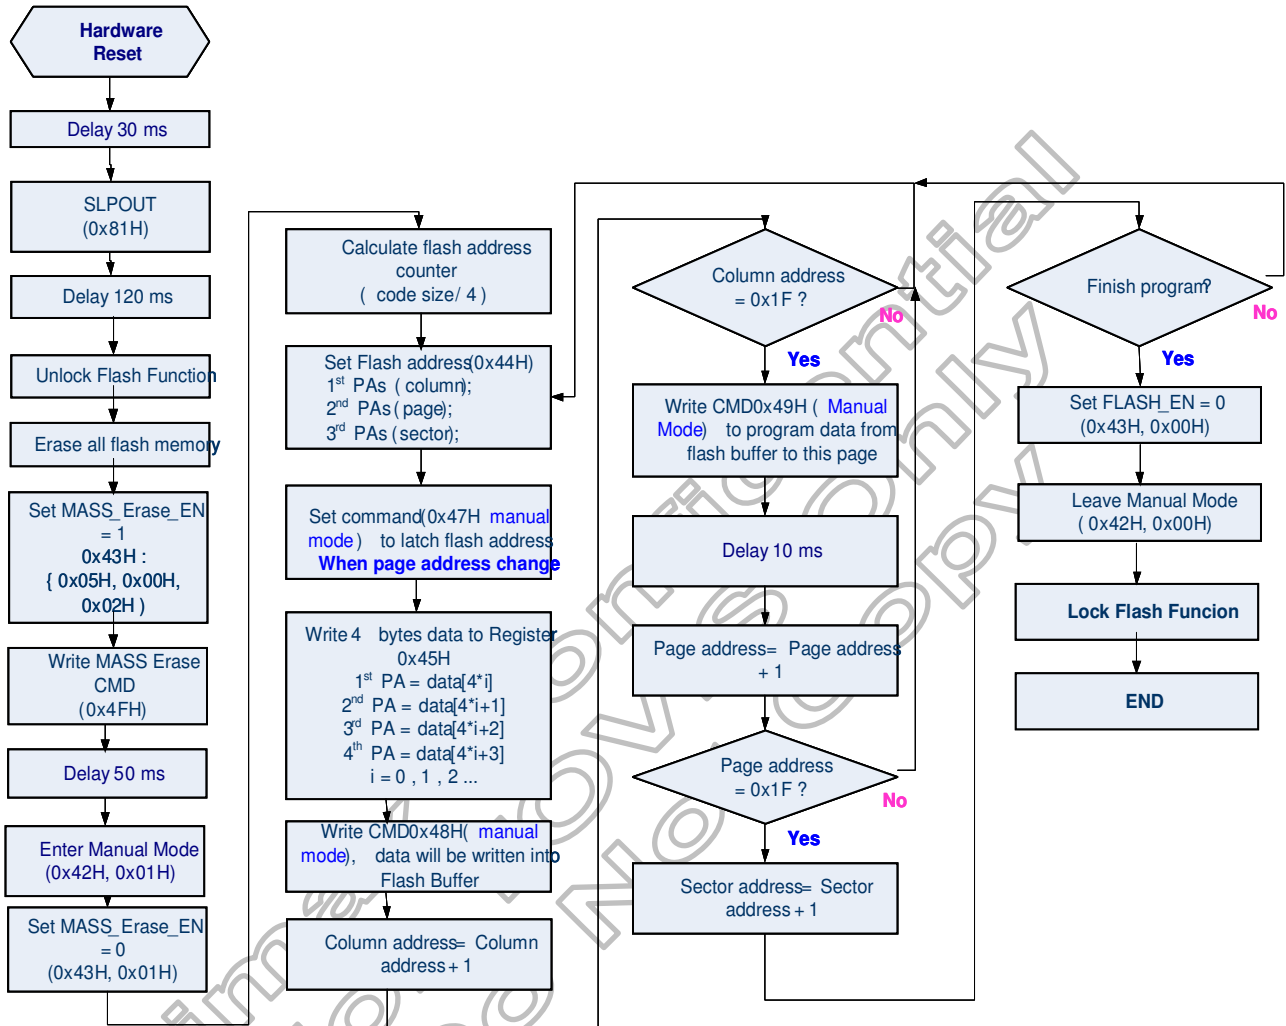 Hardware
Reset
Delay 30 ms
SLPOUT
(0x81H)
Delay 120 ms
Unlock Flash Function
Erase all flash memory
Set MASS_Erase_EN
= 1
0x43H :
{ 0x05H, 0x00H,
0x02H )
Write MASS Erase
CMD
(0x4FH)
Delay 50 ms
Enter Manual Mode
(0x42H, 0x01H)
Set MASS_Erase_EN
= 0
(0x43H, 0x01H)
Calculate flash address
counter
( code size/ 4 )
Set Flash address(0x44H)
1st PAs ( column);
2nd PAs (page);
3rd PAs (sector);
Set command(0x47H manual
mode ) to latch flash address
When page address change
Write 4 bytes data to Register
0x45H
1st PA = data[4*i]
2nd PA = data[4*i+1]
3rd PA = data[4*i+2]
4th PA = data[4*i+3]
i = 0 , 1 , 2 ...
Write CMD0x48H( manual
mode), data will be written into
Flash Buffer
Column address= Column
address + 1
Column address
= 0x1F ?
No
Yes
Write CMD0x49H ( Manual
Mode) to program data from
flash buffer to this page
Delay 10 ms
Page address= Page address
+ 1
Page address
= 0x1F ?
No
Yes
Sector address= Sector
address + 1
Finish program?
No
Yes
Set FLASH_EN = 0
(0x43H, 0x00H)
Leave Manual Mode
( 0x42H, 0x00H)
Lock Flash Funcion
END